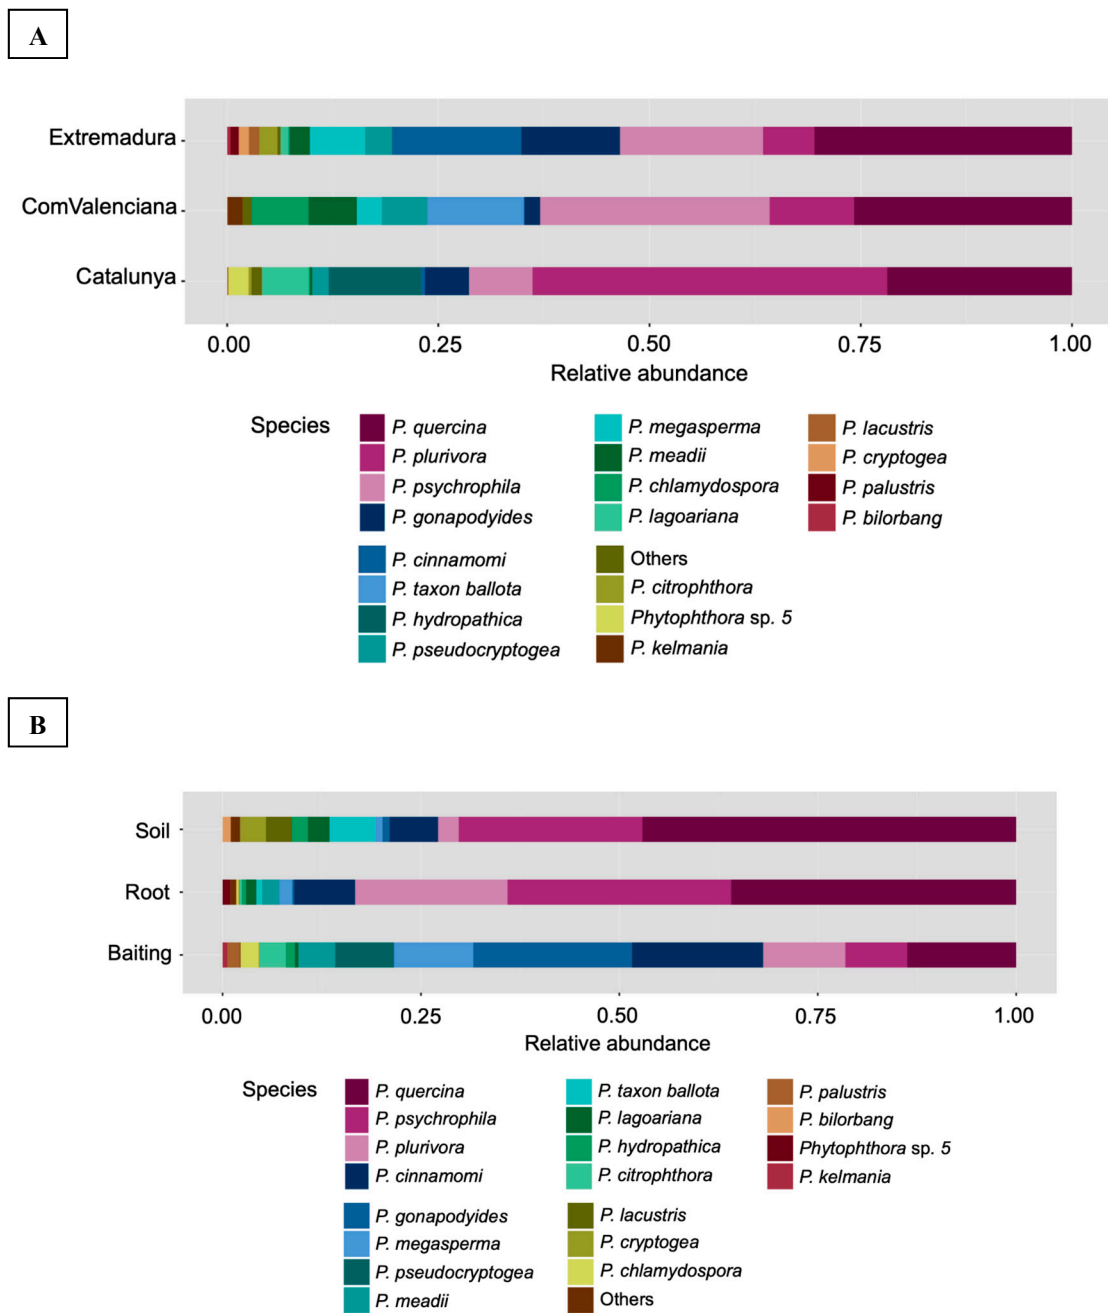 A
Extremadura
ComValenciana
Catalunya
0.00 0.25 0.50 0.75 1.00
Relative abundance
Species
P. quercina P. megasperma P. lacustris
P. plurivora P. meadii P. cryptogea
P. psychrophila P. chlamydospora P. palustris
P. gonapodyides P. lagoariana P. bilorbang
P. cinnamomi Others
P. taxon ballota P. citrophthora
P. hydropathica Phytophthora sp. 5
P. pseudocryptogea P. kelmania
B
Soil
Root
Baiting
0.00 0.25 0.50 0.75 1.00
Relative abundance
Species
P. quercina P. taxon ballota P. palustris
P. psychrophila P. lagoariana P. bilorbang
P. plurivora P. hydropathica Phytophthora sp. 5
P. cinnamomi P. citrophthora P. kelmania
P. gonapodyides P. lacustris
P. megasperma P. cryptogea
P. pseudocryptogea P. chlamydospora
P. meadii Others